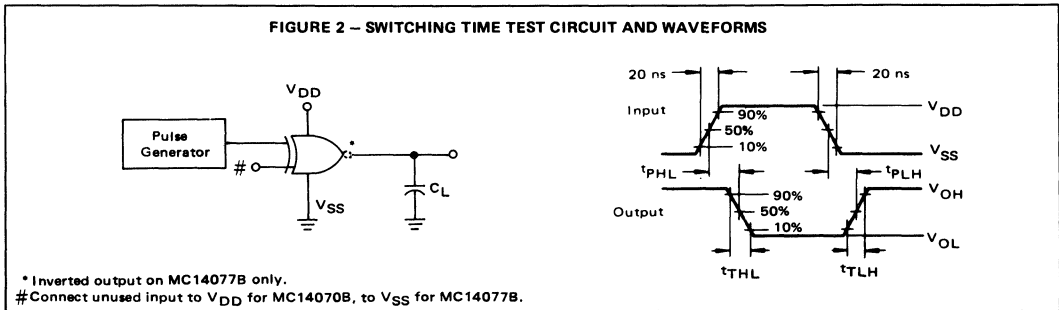 FIGURE 2 – SWITCHING TIME TEST CIRCUIT AND WAVEFORMS
VDD
Pulse
Generator
*
#
VSS
CL
20 ns
20 ns
Input
VDD
90%
50%
10%
VSS
tPHL
tPLH
Output
VOH
90%
50%
10%
VOL
tTHL
tTLH
* Inverted output on MC14077B only.
#Connect unused input to VDD for MC14070B, to VSS for MC14077B.